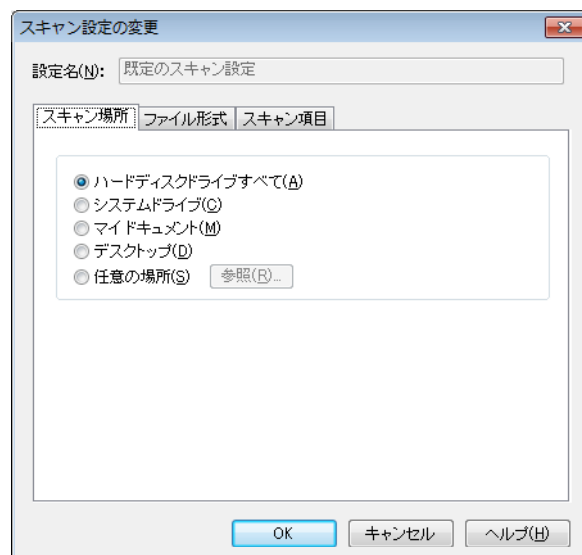 スキャン設定の変更
設定名(N): 既定のスキャン設定
スキャン場所 ファイル形式 スキャン項目
ハードディスクドライブすべて(A)
システムドライブ(C)
マイ ドキュメント(M)
デスクトップ(D)
任意の場所(S) 参照(R)...
OK キャンセル ヘルプ(H)